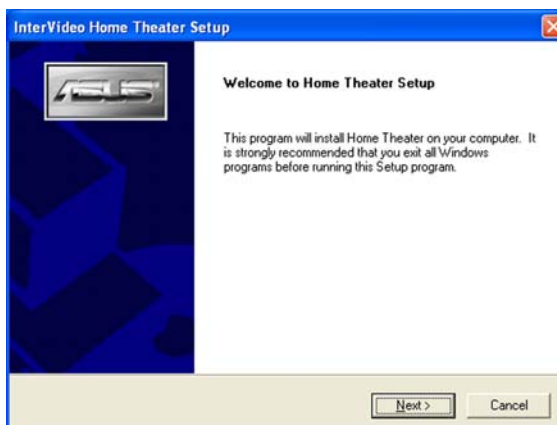 InterVideo Home Theater Setup
ASUS
Welcome to Home Theater Setup
This program will install Home Theater on your computer. It
is strongly recommended that you exit all Windows
programs before running this Setup program.
Next >
Cancel